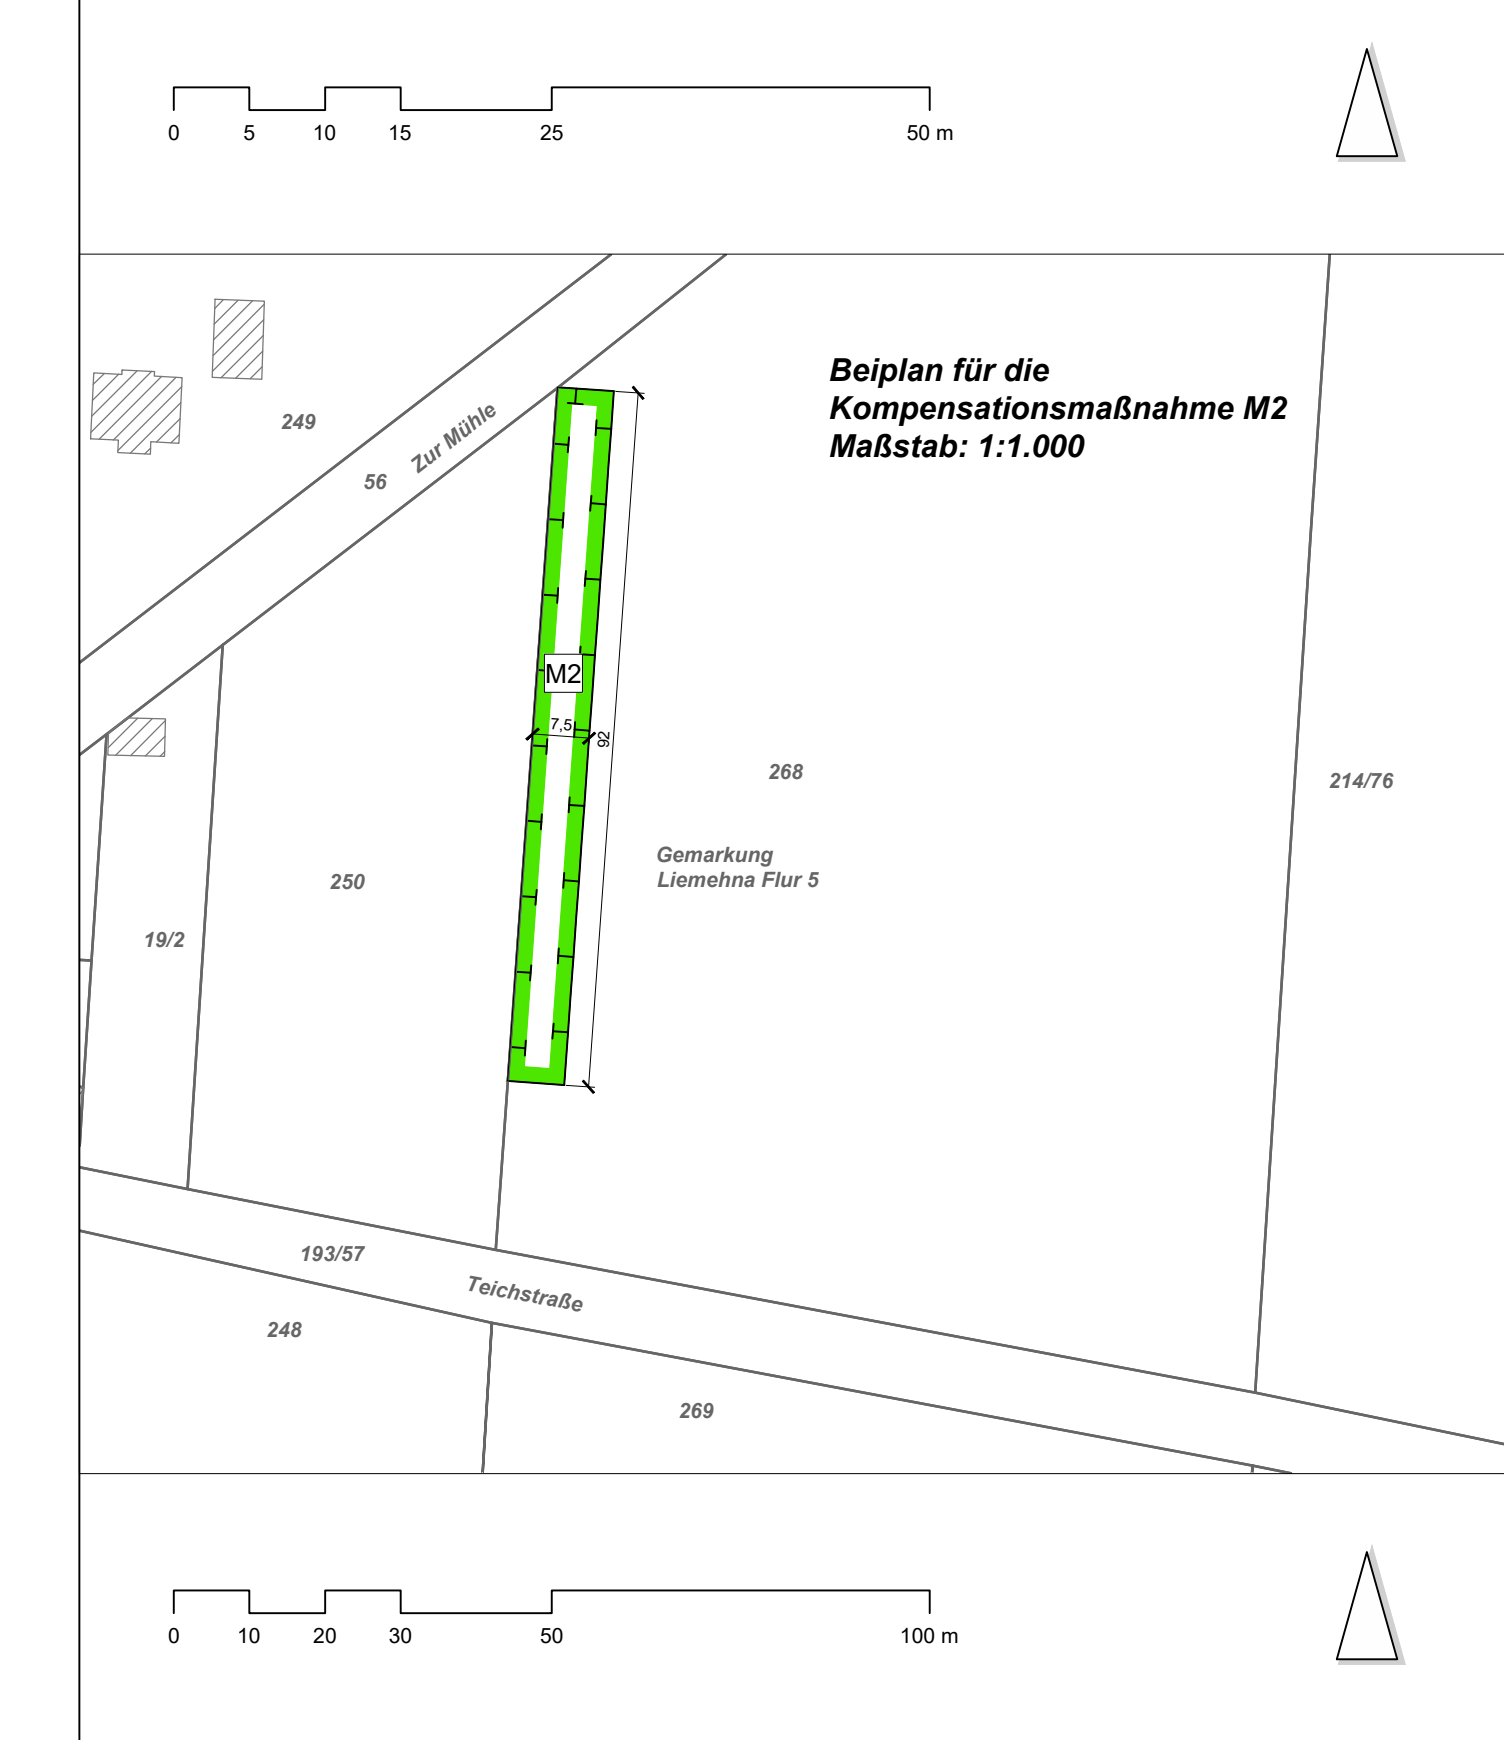 0 5 10 15 25 50 m
Beiplan für die
Kompensationsmaßnahme M2
Maßstab: 1:1.000
249
Zur Mühle
56
M2
7,5
92
268
214/76
Gemarkung
Liemehna Flur 5
250
19/2
193/57
Teichstraße
248
269
0 10 20 30 50 100 m